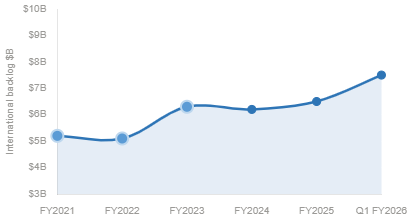 $10B
$9B
$8B
$7B
$6B
$5B
$4B
$3B
International backlog $B
FY2021
FY2022
FY2023
FY2024
FY2025
Q1 FY2026